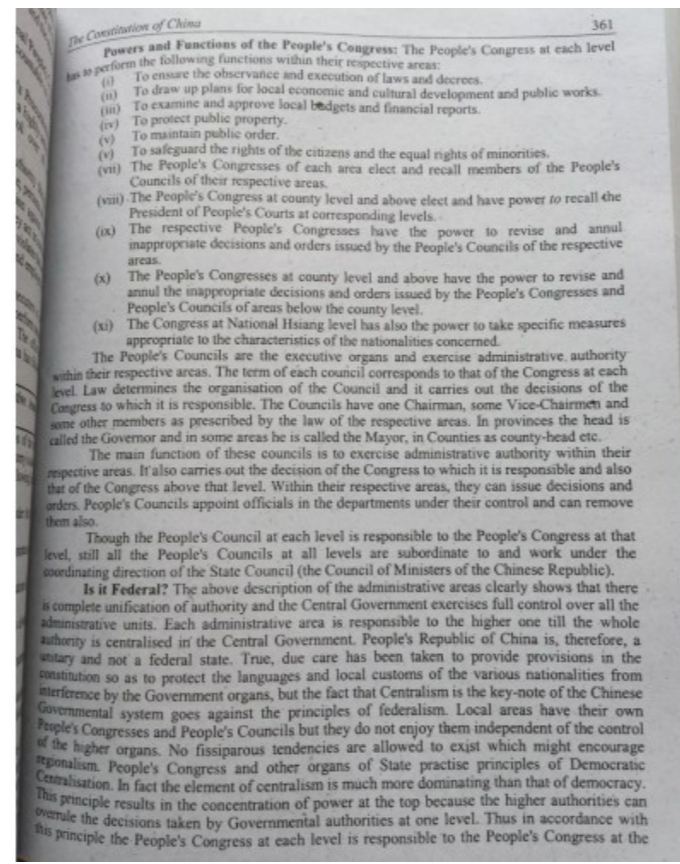 The Constitution of China
361
Powers and Functions of the People's Congress: The People's Congress at each level
has to perform the following functions within their respective areas:
(i) To ensure the observance and execution of laws and decrees.
(ii) To draw up plans for local economic and cultural development and public works.
(iii) To examine and approve local budgets and financial reports.
(iv) To protect public property.
(v) To maintain public order.
(v) To safeguard the rights of the citizens and the equal rights of minorities.
(vii) The People's Congresses of each area elect and recall members of the People's
Councils of their respective areas.
(viii) The People's Congress at county level and above elect and have power to recall the
President of People's Courts at corresponding levels.
(ix) The respective People's Congresses have the power to revise and annul
inappropriate decisions and orders issued by the People's Councils of the respective
areas.
(x) The People's Congresses at county level and above have the power to revise and
annul the inappropriate decisions and orders issued by the People's Congresses and
People's Councils of areas below the county level.
(xi) The Congress at National Hsiang level has also the power to take specific measures
appropriate to the characteristics of the nationalities concerned.
The People's Councils are the executive organs and exercise administrative authority
within their respective areas. The term of each council corresponds to that of the Congress at each
level. Law determines the organisation of the Council and it carries out the decisions of the
Congress to which it is responsible. The Councils have one Chairman, some Vice-Chairmen and
some other members as prescribed by the law of the respective areas. In provinces the head is
called the Governor and in some areas he is called the Mayor, in Counties as county-head etc.
The main function of these councils is to exercise administrative authority within their
respective areas. It also carries out the decision of the Congress to which it is responsible and also
that of the Congress above that level. Within their respective areas, they can issue decisions and
orders. People's Councils appoint officials in the departments under their control and can remove
them also.
Though the People's Council at each level is responsible to the People's Congress at that
level, still all the People's Councils at all levels are subordinate to and work under the
coordinating direction of the State Council (the Council of Ministers of the Chinese Republic).
Is it Federal? The above description of the administrative areas clearly shows that there
is complete unification of authority and the Central Government exercises full control over all the
administrative units. Each administrative area is responsible to the higher one till the whole
authority is centralised in the Central Government. People's Republic of China is, therefore, a
unitary and not a federal state. True, due care has been taken to provide provisions in the
constitution so as to protect the languages and local customs of the various nationalities from
interference by the Government organs, but the fact that Centralism is the key-note of the Chinese
Governmental system goes against the principles of federalism. Local areas have their own
People's Congresses and People's Councils but they do not enjoy them independent of the control
of the higher organs. No fissiparous tendencies are allowed to exist which might encourage
regionalism. People's Congress and other organs of State practise principles of Democratic
Centralisation. In fact the element of centralism is much more dominating than that of democracy.
This principle results in the concentration of power at the top because the higher authorities can
overrule the decisions taken by Governmental authorities at one level. Thus in accordance with
this principle the People's Congress at each level is responsible to the People's Congress at the